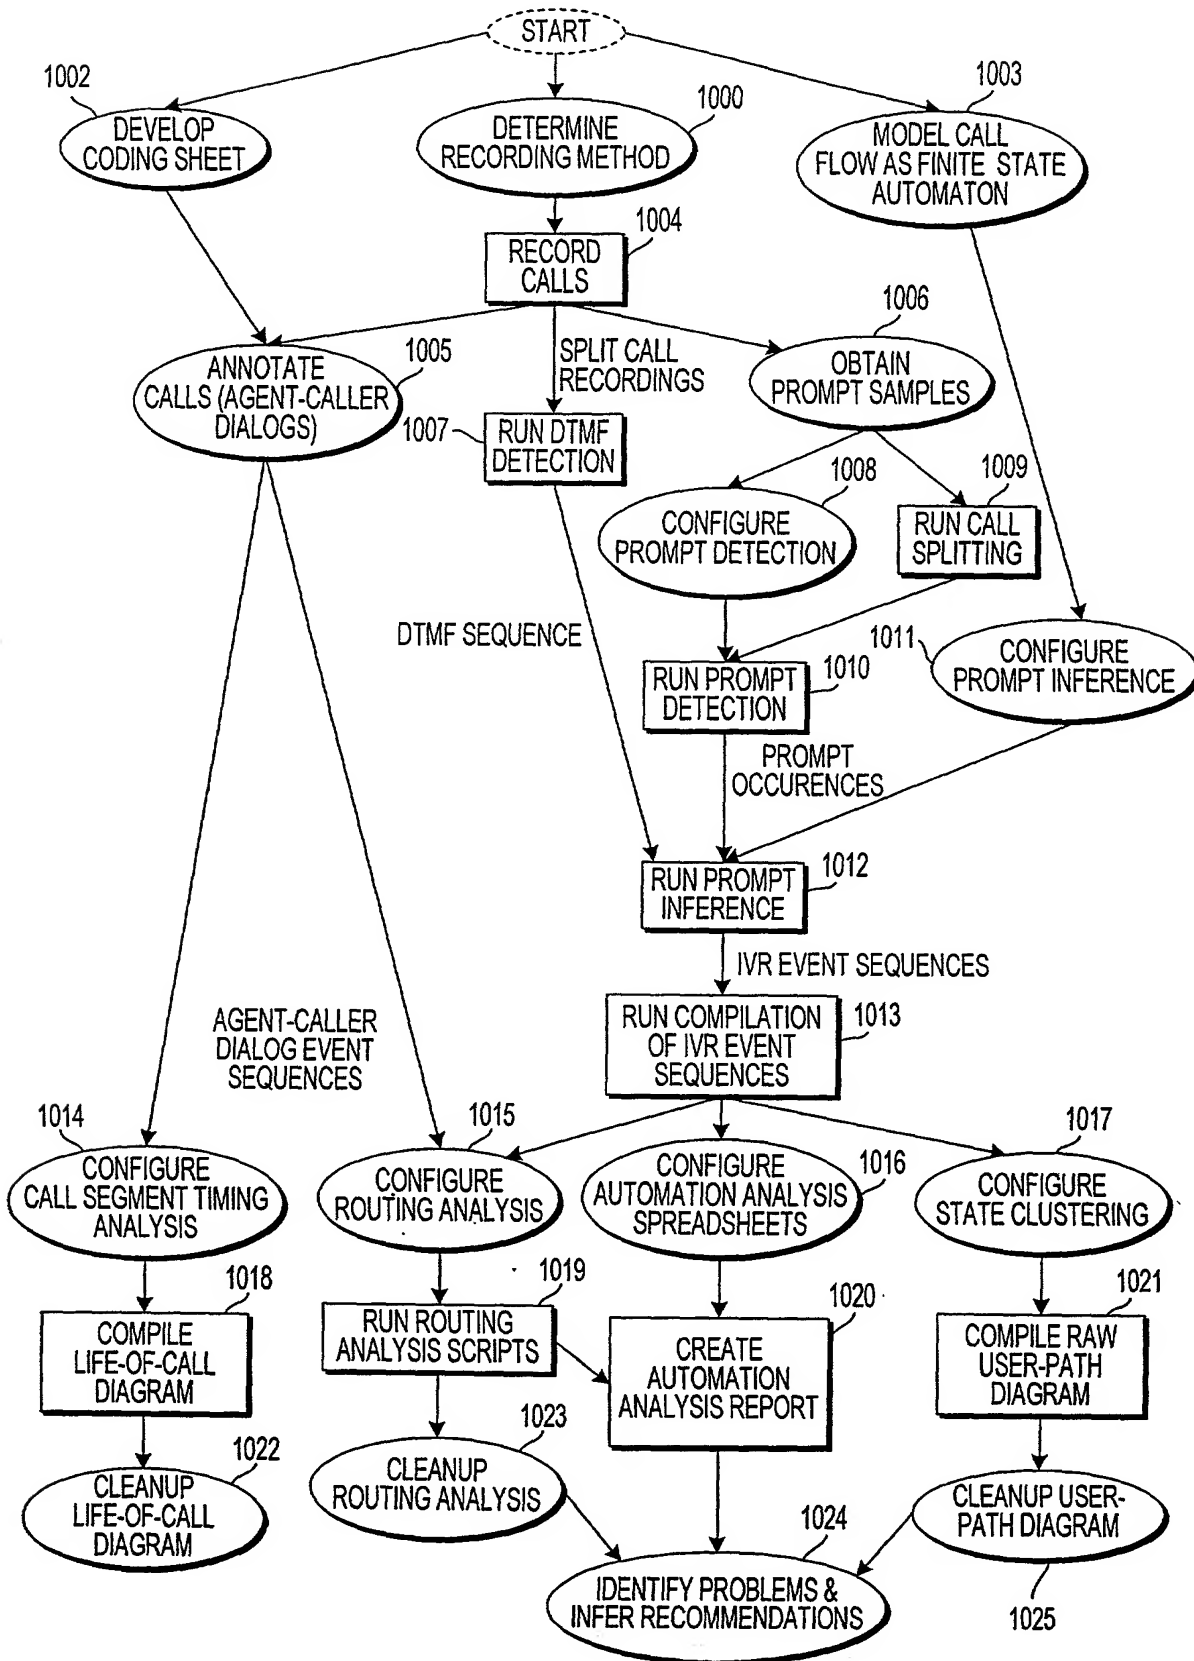 START
1002
DEVELOP
CODING SHEET
1000
DETERMINE
RECORDING METHOD
1003
MODEL CALL
FLOW AS FINITE STATE
AUTOMATON
1004
RECORD
CALLS
1005
ANNOTATE
CALLS (AGENT-CALLER
DIALOGS)
SPLIT CALL
RECORDINGS
1006
OBTAIN
PROMPT SAMPLES
1007
RUN DTMF
DETECTION
1008
CONFIGURE
PROMPT DETECTION
1009
RUN CALL
SPLITTING
DTMF SEQUENCE
1010
RUN PROMPT
DETECTION
1011
CONFIGURE
PROMPT INFERENCE
PROMPT
OCCURENCES
1012
RUN PROMPT
INFERENCE
IVR EVENT SEQUENCES
1013
RUN COMPILATION
OF IVR EVENT
SEQUENCES
AGENT-CALLER
DIALOG EVENT
SEQUENCES
1014
CONFIGURE
CALL SEGMENT TIMING
ANALYSIS
1015
CONFIGURE
ROUTING ANALYSIS
1016
CONFIGURE
AUTOMATION ANALYSIS
SPREADSHEETS
1017
CONFIGURE
STATE CLUSTERING
1018
COMPILE
LIFE-OF-CALL
DIAGRAM
1019
RUN ROUTING
ANALYSIS SCRIPTS
1020
CREATE
AUTOMATION
ANALYSIS REPORT
1021
COMPILE RAW
USER-PATH
DIAGRAM
1022
CLEANUP
LIFE-OF-CALL
DIAGRAM
1023
CLEANUP
ROUTING ANALYSIS
1024
IDENTIFY PROBLEMS &
INFER RECOMMENDATIONS
CLEANUP USER-
PATH DIAGRAM
1025